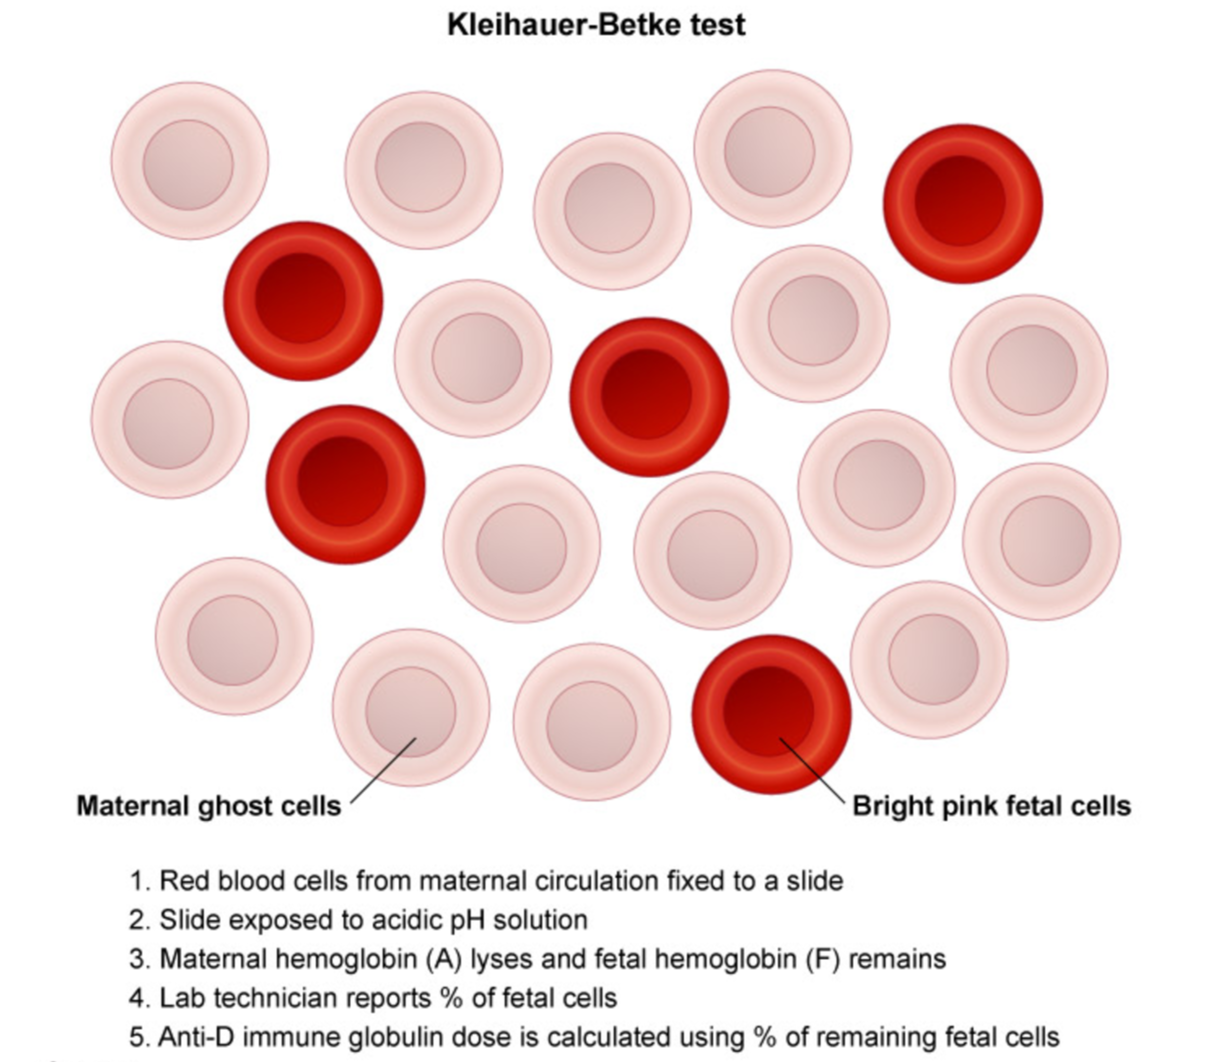 Kleihauer-Betke test
Maternal ghost cells
Bright pink fetal cells
1. Red blood cells from maternal circulation fixed to a slide
2. Slide exposed to acidic pH solution
3. Maternal hemoglobin (A) lyses and fetal hemoglobin (F) remains
4. Lab technician reports % of fetal cells
5. Anti-D immune globulin dose is calculated using % of remaining fetal cells